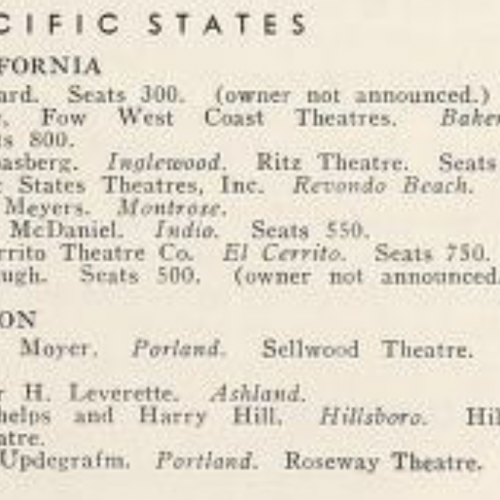 CIFIC STATES
FORNIA
ard. Seats 300. (owner not announced.)
, Fow West Coast Theatres. Baker
ts 800.
asberg. Inglewood. Ritz Theatre. Seats
States Theatres, Inc. Revondo Beach.
Meyers. Montrose.
McDaniel. Indio. Seats 550.
rrito Theatre Co. El Cerrito. Seats 750.
ugh. Seats 500. (owner not announced.
ON
Moyer. Porland. Sellwood Theatre.
r H. Leverette. Ashland.
helps and Harry Hill. Hillsboro. Hil
atre.
Updegrafm. Portland. Roseway Theatre.